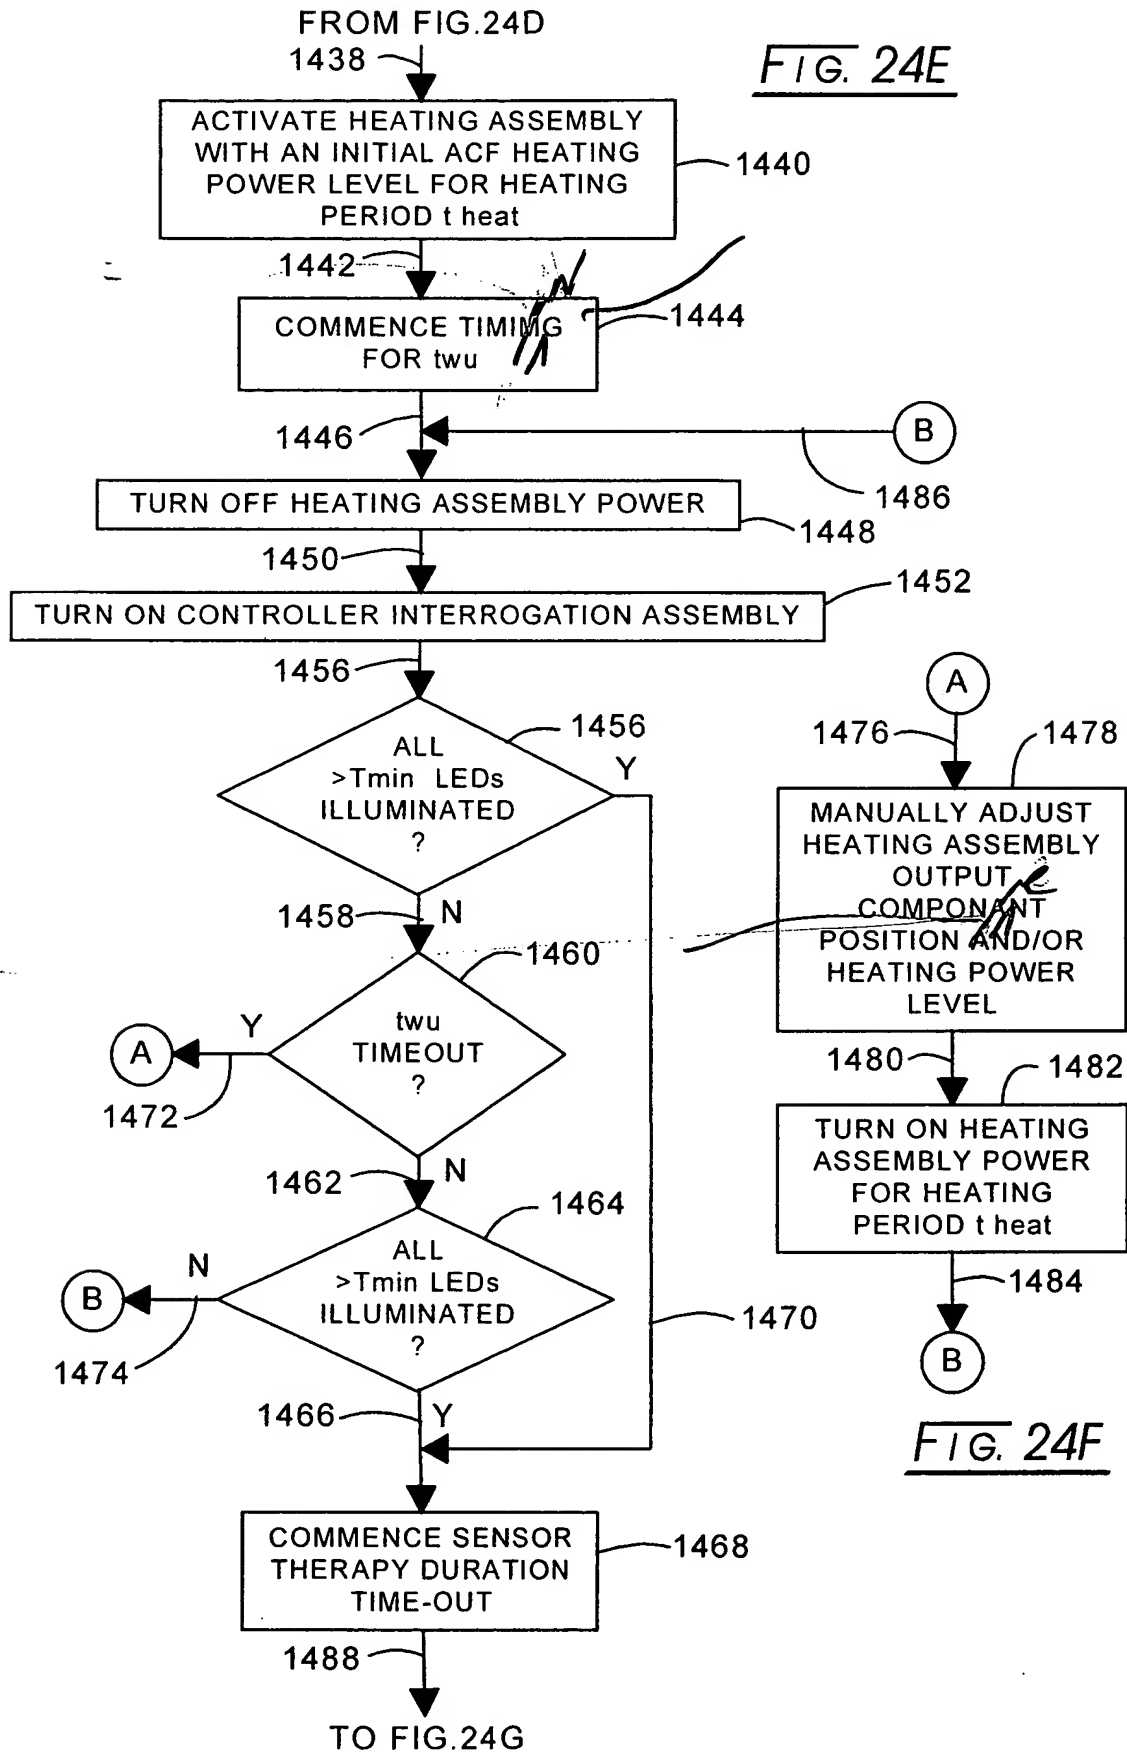 FROM FIG.24D
FIG. 24E
1438
ACTIVATE HEATING ASSEMBLY
WITH AN INITIAL ACF HEATING
POWER LEVEL FOR HEATING
PERIOD t heat
1440
1442
COMMENCE TIMIMG
FOR twu
N
1444
1446
B
1486
TURN OFF HEATING ASSEMBLY POWER
1448
1450
1452
TURN ON CONTROLLER INTERROGATION ASSEMBLY
1456
1456
ALL
>Tmin LEDs
ILLUMINATED
?
Y
1458
N
1460
twu
TIMEOUT
?
Y
A
1472
1462
N
1464
ALL
>Tmin LEDs
ILLUMINATED
?
N
B
1474
1470
1466
Y
COMMENCE SENSOR
THERAPY DURATION
TIME-OUT
1468
1488
TO FIG.24G
A
1476
1478
MANUALLY ADJUST
HEATING ASSEMBLY
OUTPUT
COMPONANT
POSITION AND/OR
HEATING POWER
LEVEL
e
1480
1482
TURN ON HEATING
ASSEMBLY POWER
FOR HEATING
PERIOD t heat
1484
B
FIG. 24F